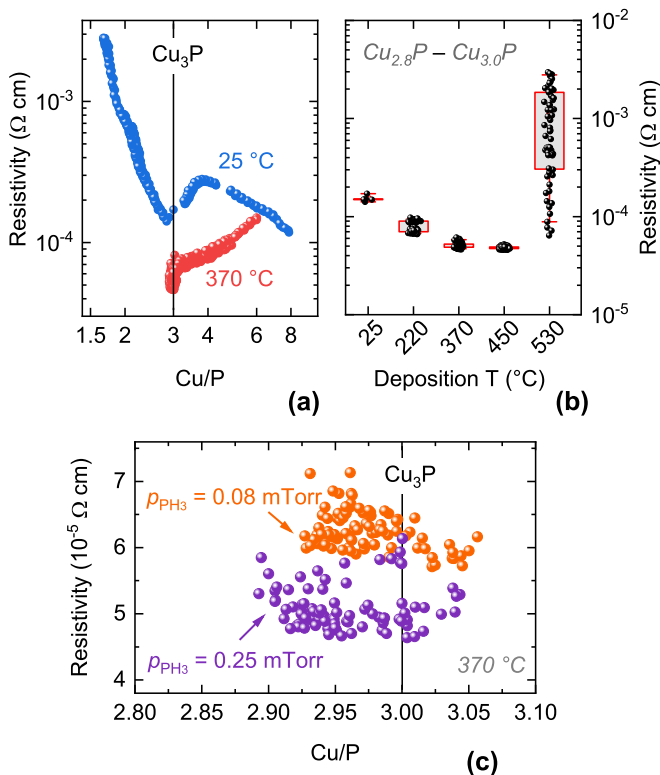 (a)
Cu₃P
Resistivity (Ω cm)
10⁻³
10⁻⁴
25 °C
370 °C
1.5 2 3 4 6 8
Cu/P
Cu₂.₈P – Cu₃.₀P
10⁻²
10⁻³
10⁻⁴
10⁻⁵
Resistivity (Ω cm)
25 220 370 450 530
Deposition T (°C)
(b)
Cu₃P
Resistivity (10⁻⁵ Ω cm)
7
6
5
4
p_PH₃ = 0.08 mTorr
p_PH₃ = 0.25 mTorr
370 °C
2.80 2.85 2.90 2.95 3.00 3.05 3.10
Cu/P
(c)